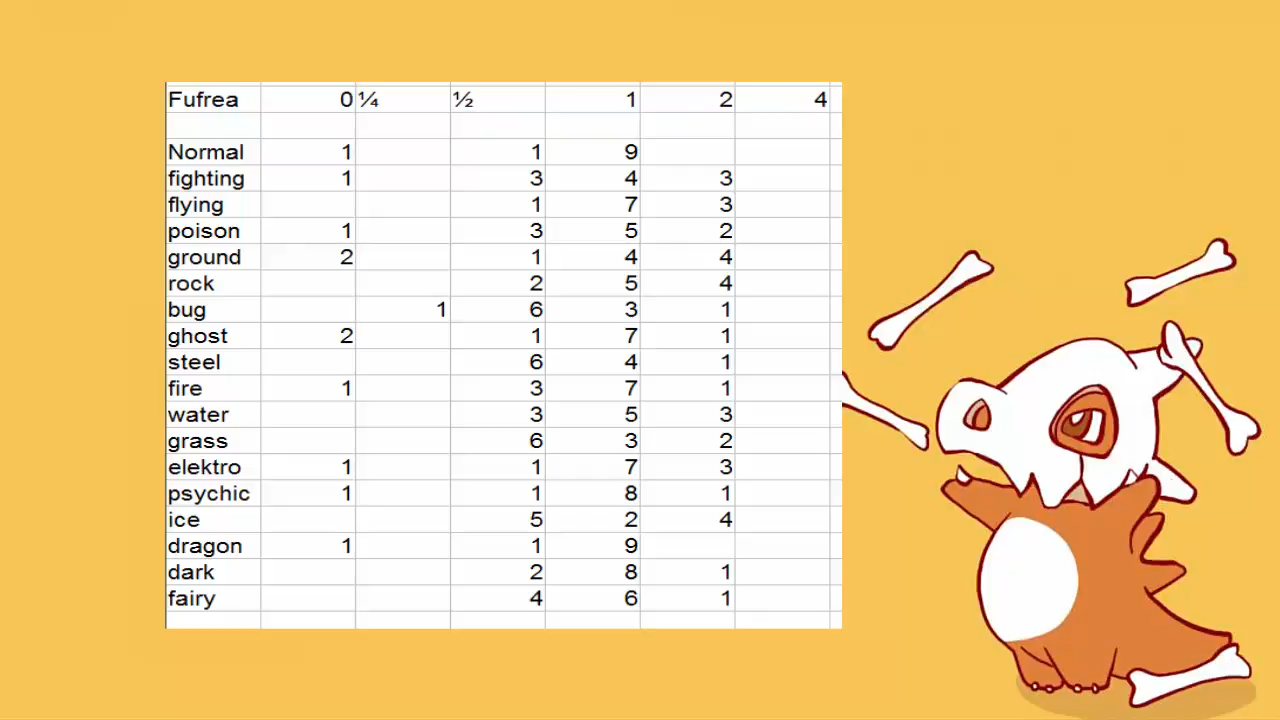 Fufrea 0 ¼ ½ 1 2 4
Normal 1 1 9
fighting 1 3 4 3
flying 1 7 3
poison 1 3 5 2
ground 2 1 4 4
rock 2 5 4
bug 1 6 3 1
ghost 2 1 7 1
steel 6 4 1
fire 1 3 7 1
water 3 5 3
grass 6 3 2
elektro 1 1 7 3
psychic 1 1 8 1
ice 5 2 4
dragon 1 1 9
dark 2 8 1
fairy 4 6 1